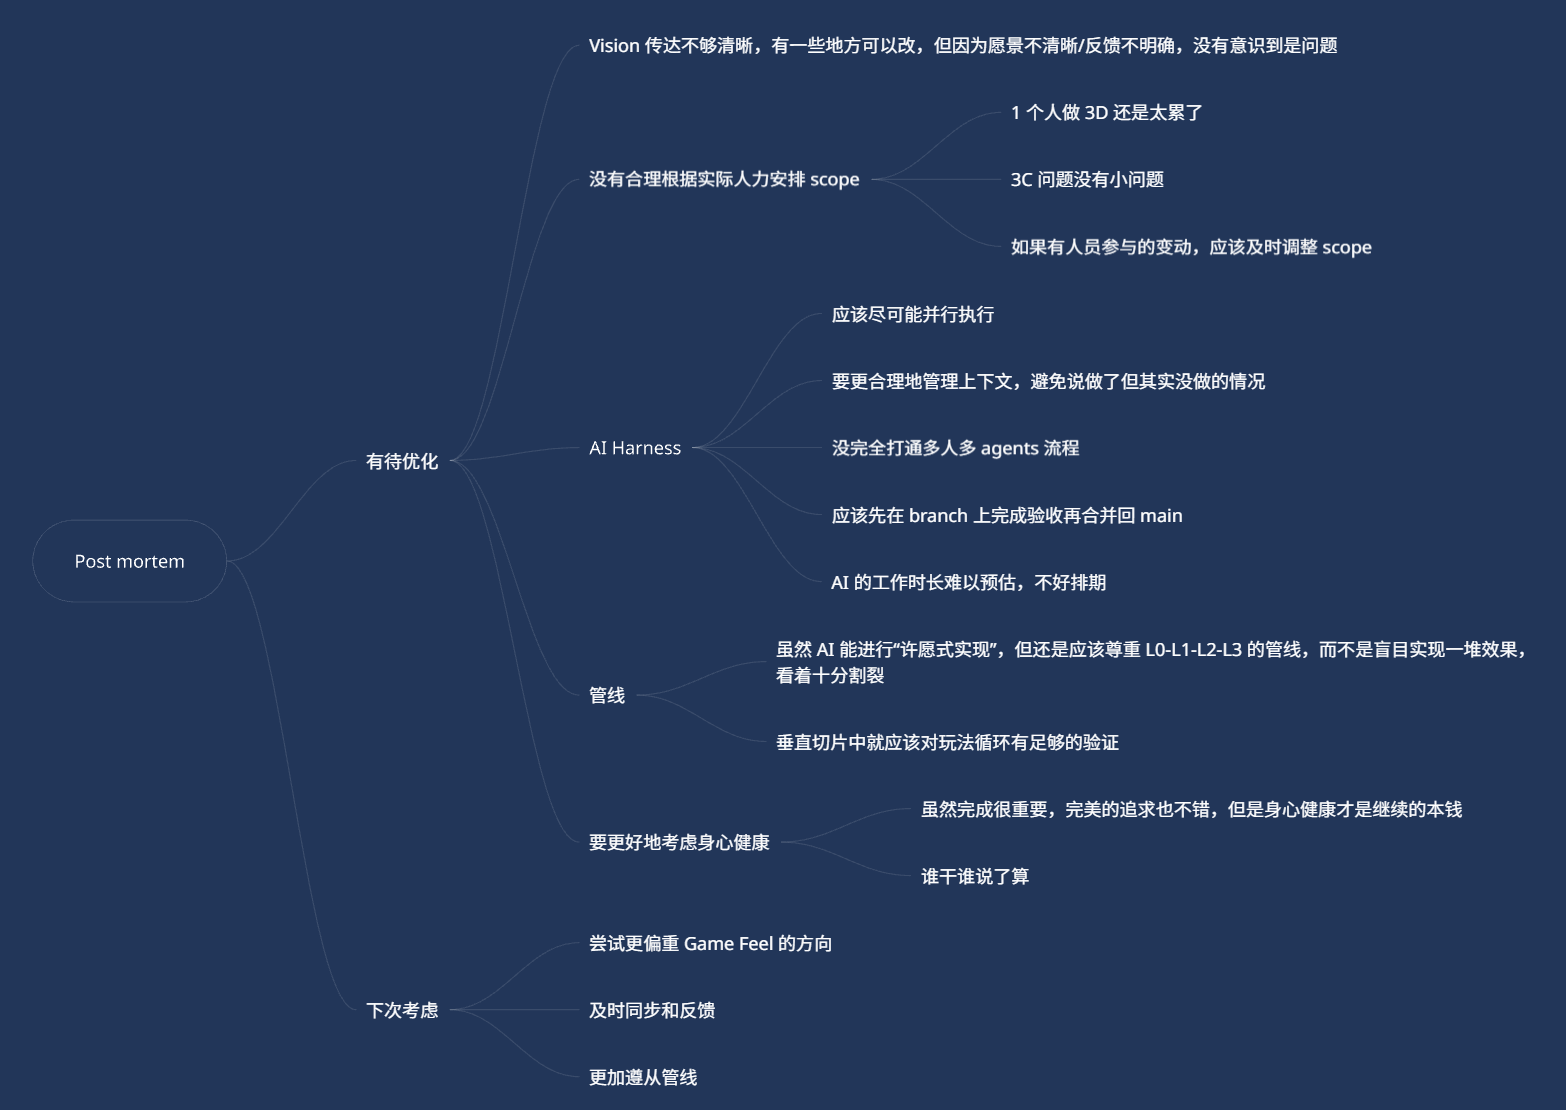 Vision 传达不够清晰，有一些地方可以改，但因为愿景不清晰/反馈不明确，没有意识到是问题
1 个人做 3D 还是太累了
没有合理根据实际人力安排 scope
3C 问题没有小问题
如果有人员参与的变动，应该及时调整 scope
应该尽可能并行执行
要更合理地管理上下文，避免说做了但其实没做的情况
有待优化
AI Harness
没完全打通多人多 agents 流程
应该先在 branch 上完成验收再合并回 main
Post mortem
AI 的工作时长难以预估，不好排期
虽然 AI 能进行“许愿式实现”，但还是应该尊重 L0-L1-L2-L3 的管线，而不是盲目实现一堆效果，
看着十分割裂
管线
垂直切片中就应该对玩法循环有足够的验证
虽然完成很重要，完美的追求也不错，但是身心健康才是继续的本钱
要更好地考虑身心健康
谁干谁说了算
尝试更偏重 Game Feel 的方向
下次考虑
及时同步和反馈
更加遵从管线